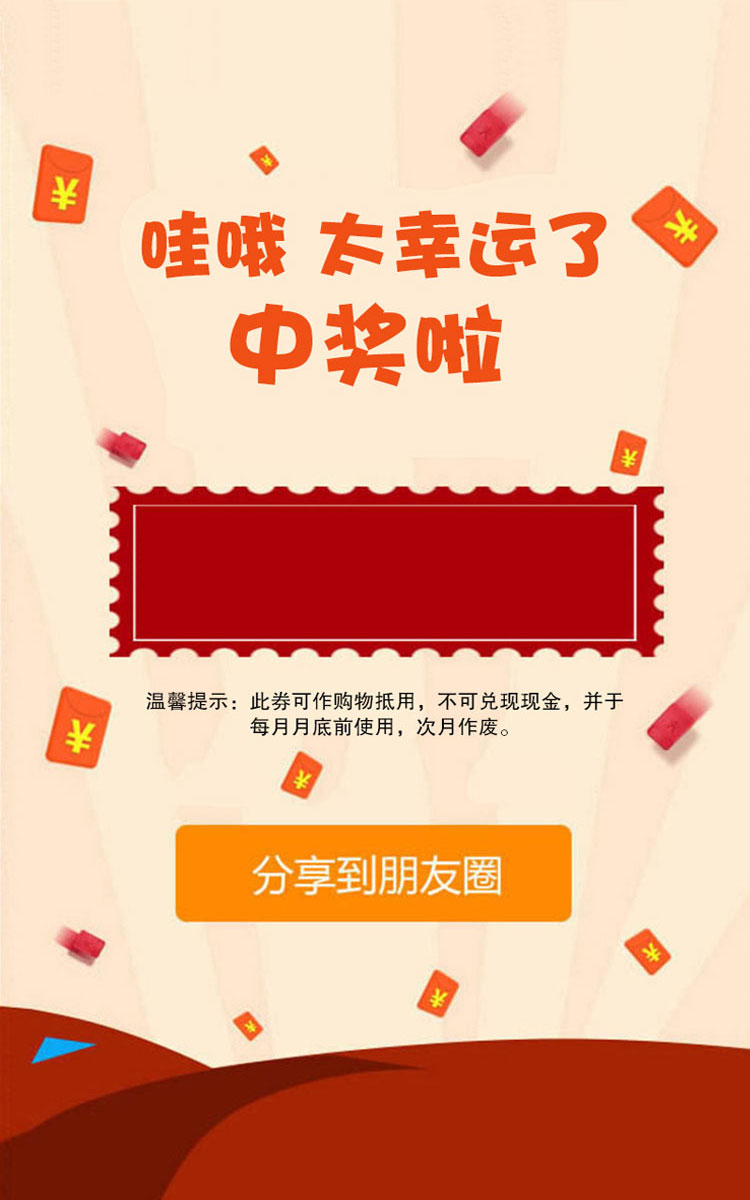 哇哦 太幸运了
中奖啦
温馨提示：此券可作购物抵用，不可兑现现金，并于
每月月底前使用，次月作废。
分享到朋友圈